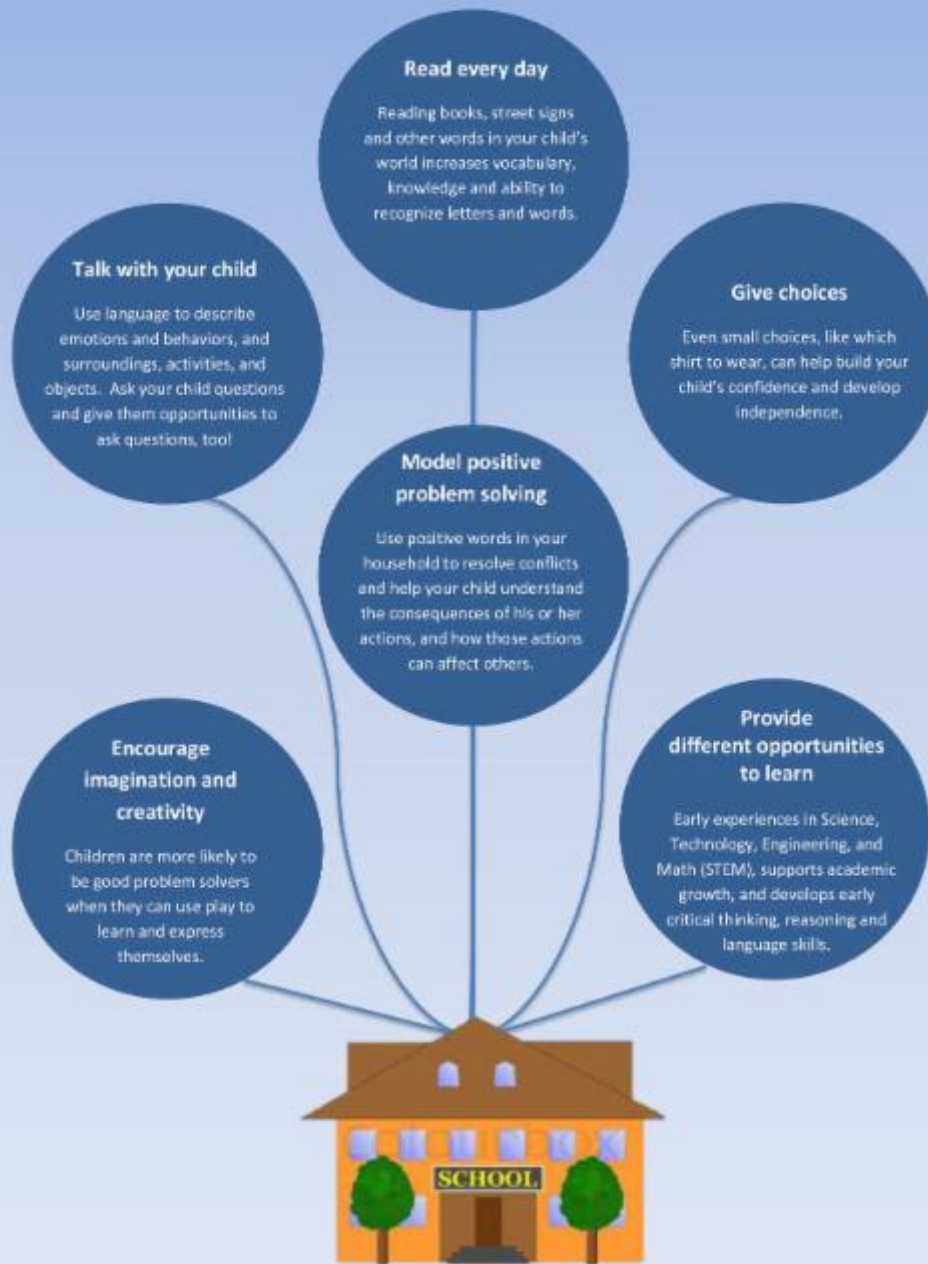 Read every day
Reading books, street signs
and other words in your child's
world increases vocabulary,
knowledge and ability to
recognize letters and words.
Talk with your child
Use language to describe
emotions and behaviors, and
surroundings, activities, and
objects.  Ask your child questions
and give them opportunities to
ask questions, too!
Give choices
Even small choices, like which
shirt to wear, can help build your
child's confidence and develop
independence.
Model positive
problem solving
Use positive words in your
household to resolve conflicts
and help your child understand
the consequences of his or her
actions, and how those actions
can affect others.
Encourage
imagination and
creativity
Children are more likely to
be good problem solvers
when they can use play to
learn and express
themselves.
Provide
different opportunities
to learn
Early experiences in Science,
Technology, Engineering, and
Math (STEM), supports academic
growth, and develops early
critical thinking, reasoning and
language skills.
SCHOOL